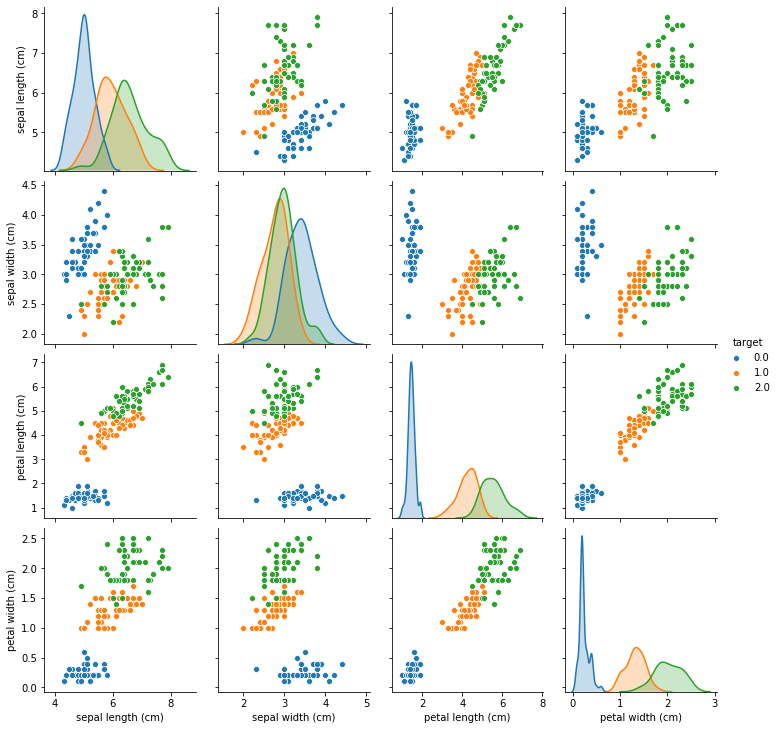 8
7
6
5
sepal length (cm)
4.5
4.0
3.5
3.0
2.5
2.0
sepal width (cm)
target
0.0
1.0
2.0
7
6
5
4
3
2
1
petal length (cm)
2.5
2.0
1.5
1.0
0.5
0.0
petal width (cm)
4 6 8
2 3 4 5
2 4 6 8
0 1 2 3
sepal length (cm) sepal width (cm) petal length (cm) petal width (cm)